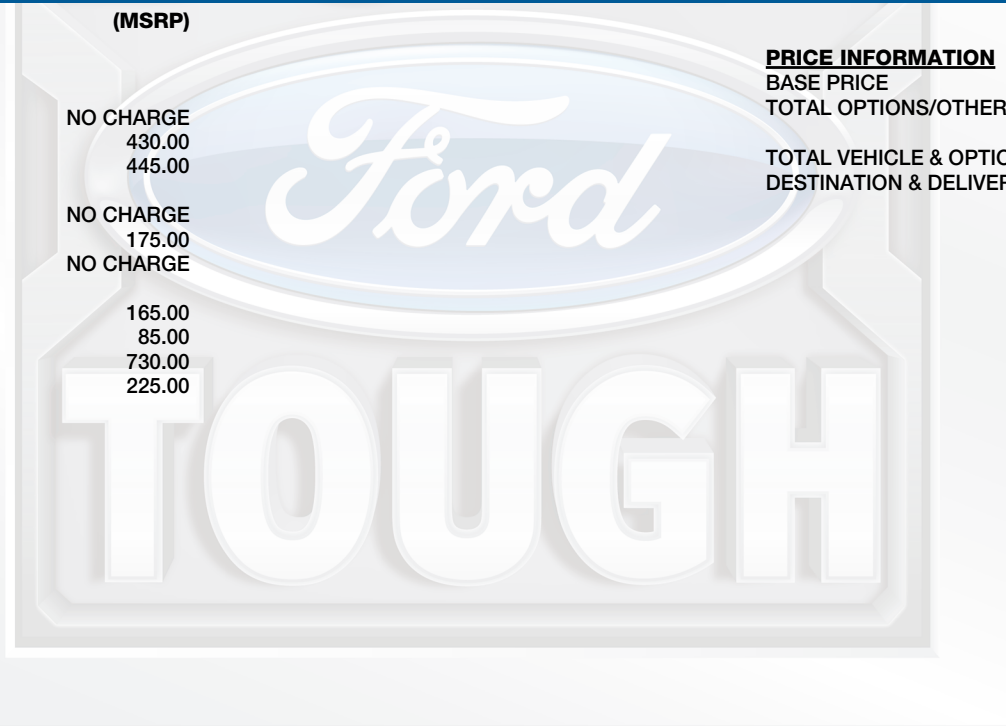 (MSRP)
NO CHARGE
430.00
445.00
NO CHARGE
175.00
NO CHARGE
165.00
85.00
730.00
225.00
PRICE INFORMATION
BASE PRICE
TOTAL OPTIONS/OTHER
TOTAL VEHICLE & OPTIO
DESTINATION & DELIVER
Ford
TOUGH